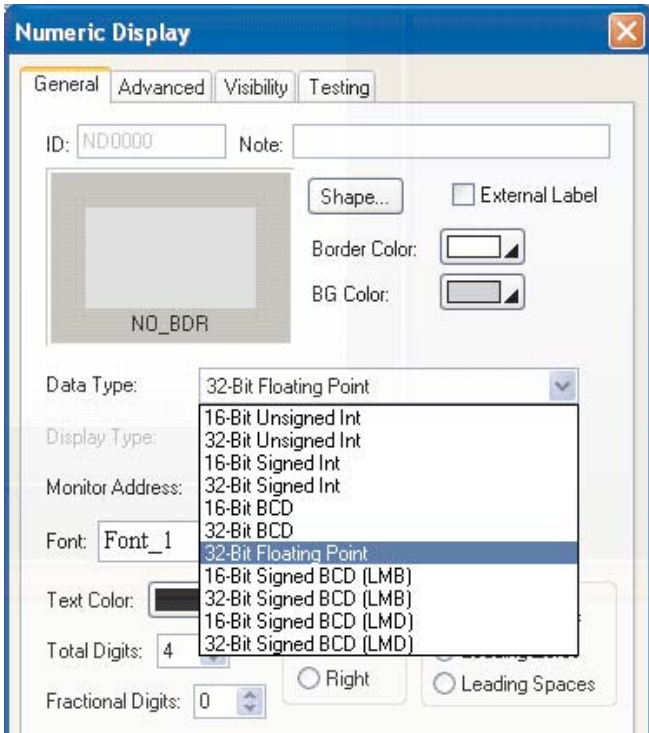 Numeric Display
General Advanced Visibility Testing
ID: ND0000 Note:
Shape... External Label
Border Color:
BG Color:
NO_BDR
Data Type: 32-Bit Floating Point
16-Bit Unsigned Int
Display Type:
32-Bit Unsigned Int
16-Bit Signed Int
Monitor Address:
32-Bit Signed Int
16-Bit BCD
32-Bit BCD
Font: Font_1
32-Bit Floating Point
16-Bit Signed BCD (LMB)
Text Color:
32-Bit Signed BCD (LMB)
16-Bit Signed BCD (LMD)
32-Bit Signed BCD (LMD)
Total Digits: 4
Right Leading Spaces
Fractional Digits: 0